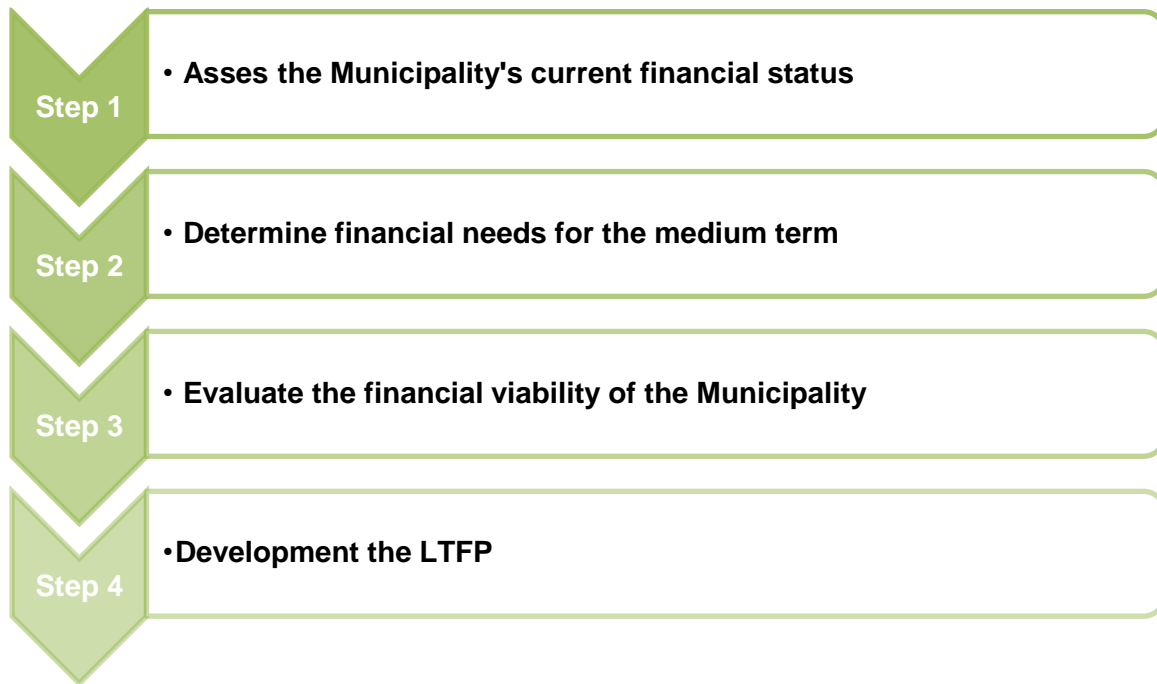 Step 1
• Asses the Municipality's current financial status
Step 2
• Determine financial needs for the medium term
Step 3
• Evaluate the financial viability of the Municipality
Step 4
•Development the LTFP